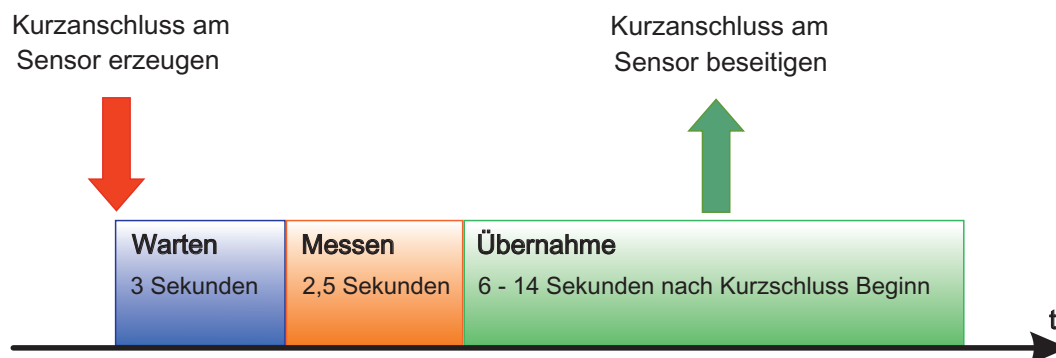 Kurzanschluss am
Sensor erzeugen
Kurzanschluss am
Sensor beseitigen
Warten
3 Sekunden
Messen
2,5 Sekunden
Übernahme
6 - 14 Sekunden nach Kurzschluss Beginn
t